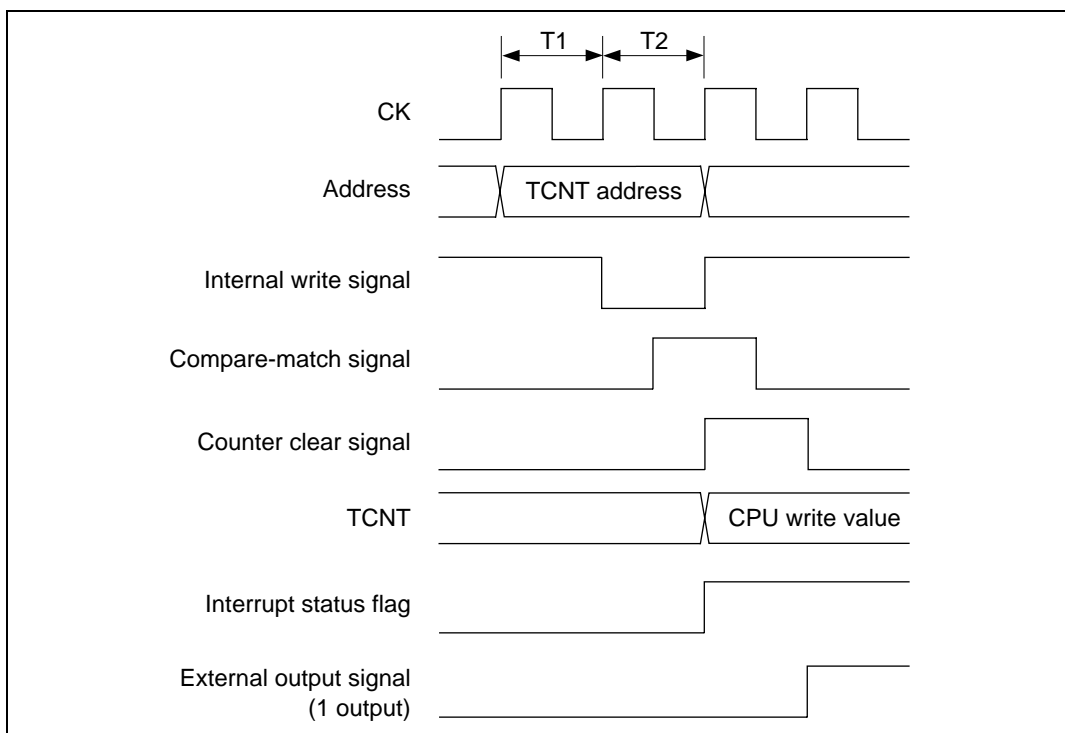 T1 T2
CK
Address TCNT address
Internal write signal
Compare-match signal
Counter clear signal
TCNT CPU write value
Interrupt status flag
External output signal
(1 output)